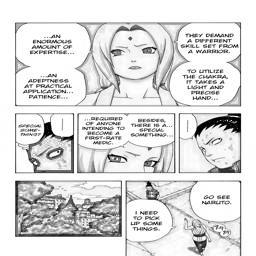 ...AN
ENORMOUS
AMOUNT OF
EXPERTISE...
AN
ADEPTNESS
AT PRACTICAL
APPLICATION...
PATIENCE...
THEY DEMAND
A DIFFERENT
SKILL SET FROM
A WARRIOR.
TO UTILIZE
THE CHAKRA,
IT TAKES A
LIGHT AND
PRECISE
HAND...
SPECIAL
SOME-
THING?
...REQUIRED
OF ANYONE
INTENDING TO
BECOME A
FIRST-RATE
MEDIC.
BESIDES,
THERE IS A...
SPECIAL
SOMETHING...
!
I NEED TO
PICK UP
SOME
THINGS.
GO SEE
NARUTO.